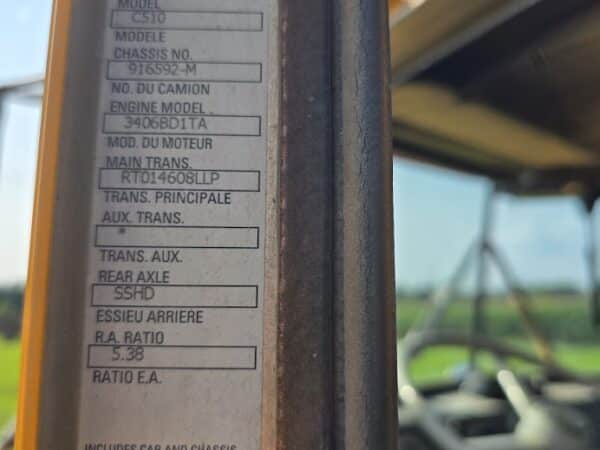 MODEL
C510
MODELE
CHASSIS NO.
916592-M
NO. DU CAMION
ENGINE MODEL
3406BD1TA
MOD. DU MOTEUR
MAIN TRANS.
RTO14608LLP
TRANS. PRINCIPALE
AUX. TRANS.
*
TRANS. AUX.
REAR AXLE
SSHD
ESSIEU ARRIERE
R.A. RATIO
5.38
RATIO E.A.
INCLUDES CAB AND CHASSIS